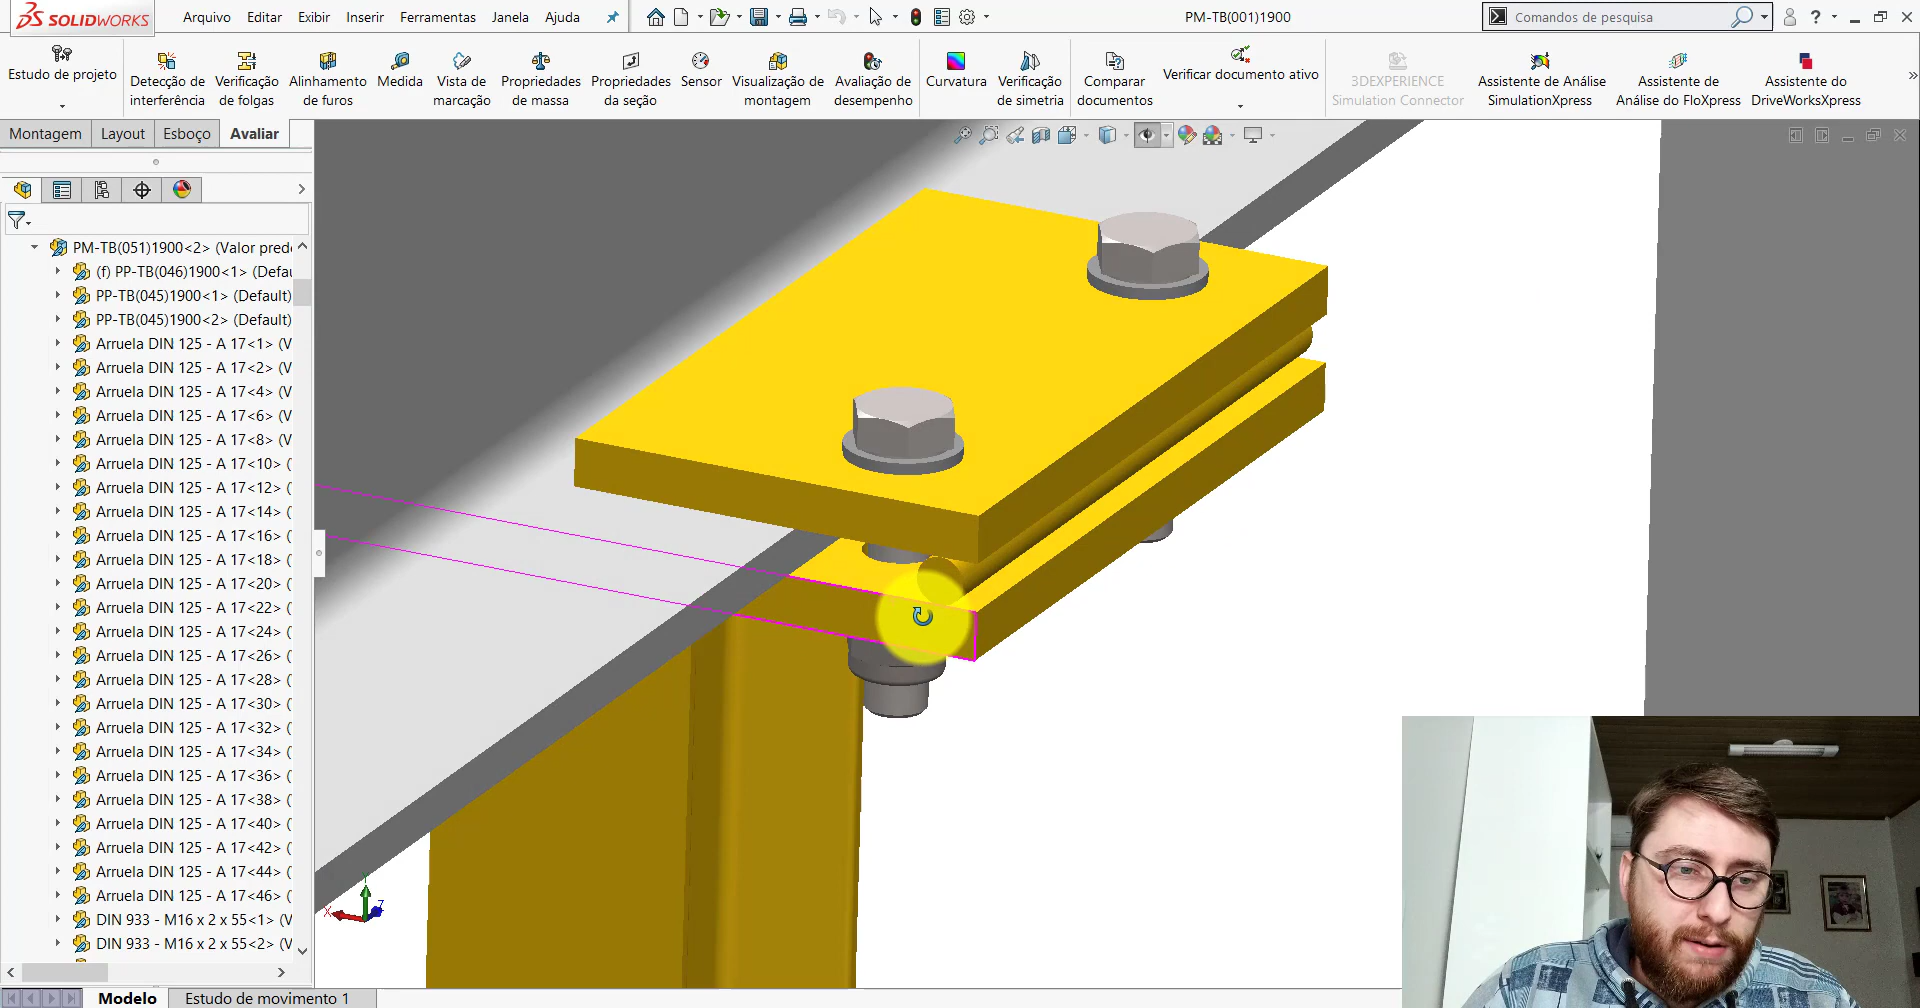 SOLIDWORKS
Arquivo Editar Exibir Inserir Ferramentas Janela Ajuda
PM-TB(001)1900
Comandos de pesquisa
Estudo de projeto
Detecção de interferência
Verificação de folgas
Alinhamento de furos
Medida
Vista de marcação
Propriedades de massa
Propriedades da seção
Sensor
Visualização de montagem
Avaliação de desempenho
Curvatura
Verificação de simetria
Comparar documentos
Verificar documento ativo
3DEXPERIENCE Simulation Connector
Assistente de Análise SimulationXpress
Assistente de Análise do FloXpress
Assistente do DriveWorksXpress
Montagem Layout Esboço Avaliar
PM-TB(051)1900<2> (Valor pred
(f) PP-TB(046)1900<1> (Defau
PP-TB(045)1900<1> (Default)
PP-TB(045)1900<2> (Default)
Arruela DIN 125 - A 17<1> (V
Arruela DIN 125 - A 17<2> (V
Arruela DIN 125 - A 17<4> (V
Arruela DIN 125 - A 17<6> (V
Arruela DIN 125 - A 17<8> (V
Arruela DIN 125 - A 17<10> (
Arruela DIN 125 - A 17<12> (
Arruela DIN 125 - A 17<14> (
Arruela DIN 125 - A 17<16> (
Arruela DIN 125 - A 17<18> (
Arruela DIN 125 - A 17<20> (
Arruela DIN 125 - A 17<22> (
Arruela DIN 125 - A 17<24> (
Arruela DIN 125 - A 17<26> (
Arruela DIN 125 - A 17<28> (
Arruela DIN 125 - A 17<30> (
Arruela DIN 125 - A 17<32> (
Arruela DIN 125 - A 17<34> (
Arruela DIN 125 - A 17<36> (
Arruela DIN 125 - A 17<38> (
Arruela DIN 125 - A 17<40> (
Arruela DIN 125 - A 17<42> (
Arruela DIN 125 - A 17<44> (
Arruela DIN 125 - A 17<46> (
DIN 933 - M16 x 2 x 55<1> (V
DIN 933 - M16 x 2 x 55<2> (V
X Y Z
Modelo Estudo de movimento 1